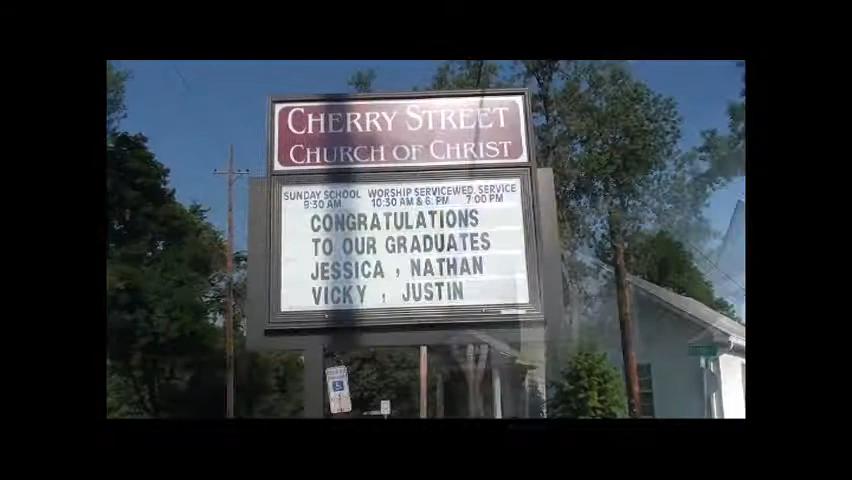 CHERRY STREET
CHURCH OF CHRIST
SUNDAY SCHOOL WORSHIP SERVICE WED. SERVICE
9:30 AM 10:30 AM & 6: PM 7:00 PM
CONGRATULATIONS
TO OUR GRADUATES
JESSICA , NATHAN
VICKY , JUSTIN